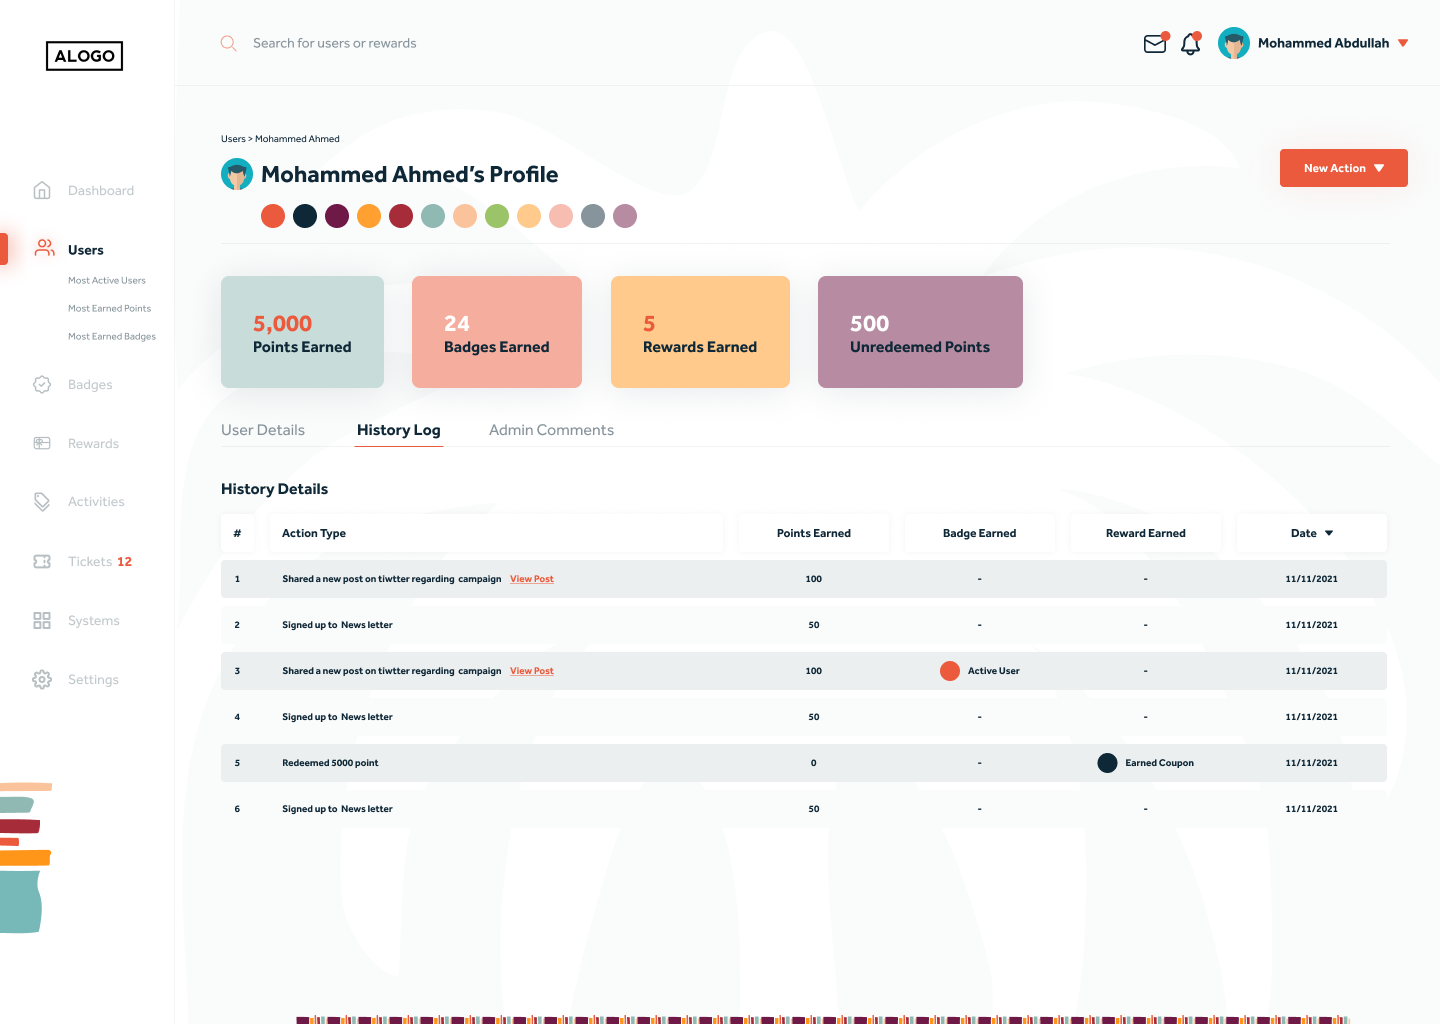 ALOGO
Search for users or rewards
Mohammed Abdullah
Dashboard
Users
Most Active Users
Most Earned Points
Most Earned Badges
Badges
Rewards
Activities
Tickets 12
Systems
Settings
Users > Mohammed Ahmed
Mohammed Ahmed's Profile
New Action
5,000
Points Earned
24
Badges Earned
5
Rewards Earned
500
Unredeemed Points
User Details History Log Admin Comments
History Details
# Action Type Points Earned Badge Earned Reward Earned Date
1 Shared a new post on tiwtter regarding campaign View Post 100 - - 11/11/2021
2 Signed up to News letter 50 - - 11/11/2021
3 Shared a new post on tiwtter regarding campaign View Post 100 Active User - 11/11/2021
4 Signed up to News letter 50 - - 11/11/2021
5 Redeemed 5000 point 0 - Earned Coupon 11/11/2021
6 Signed up to News letter 50 - - 11/11/2021